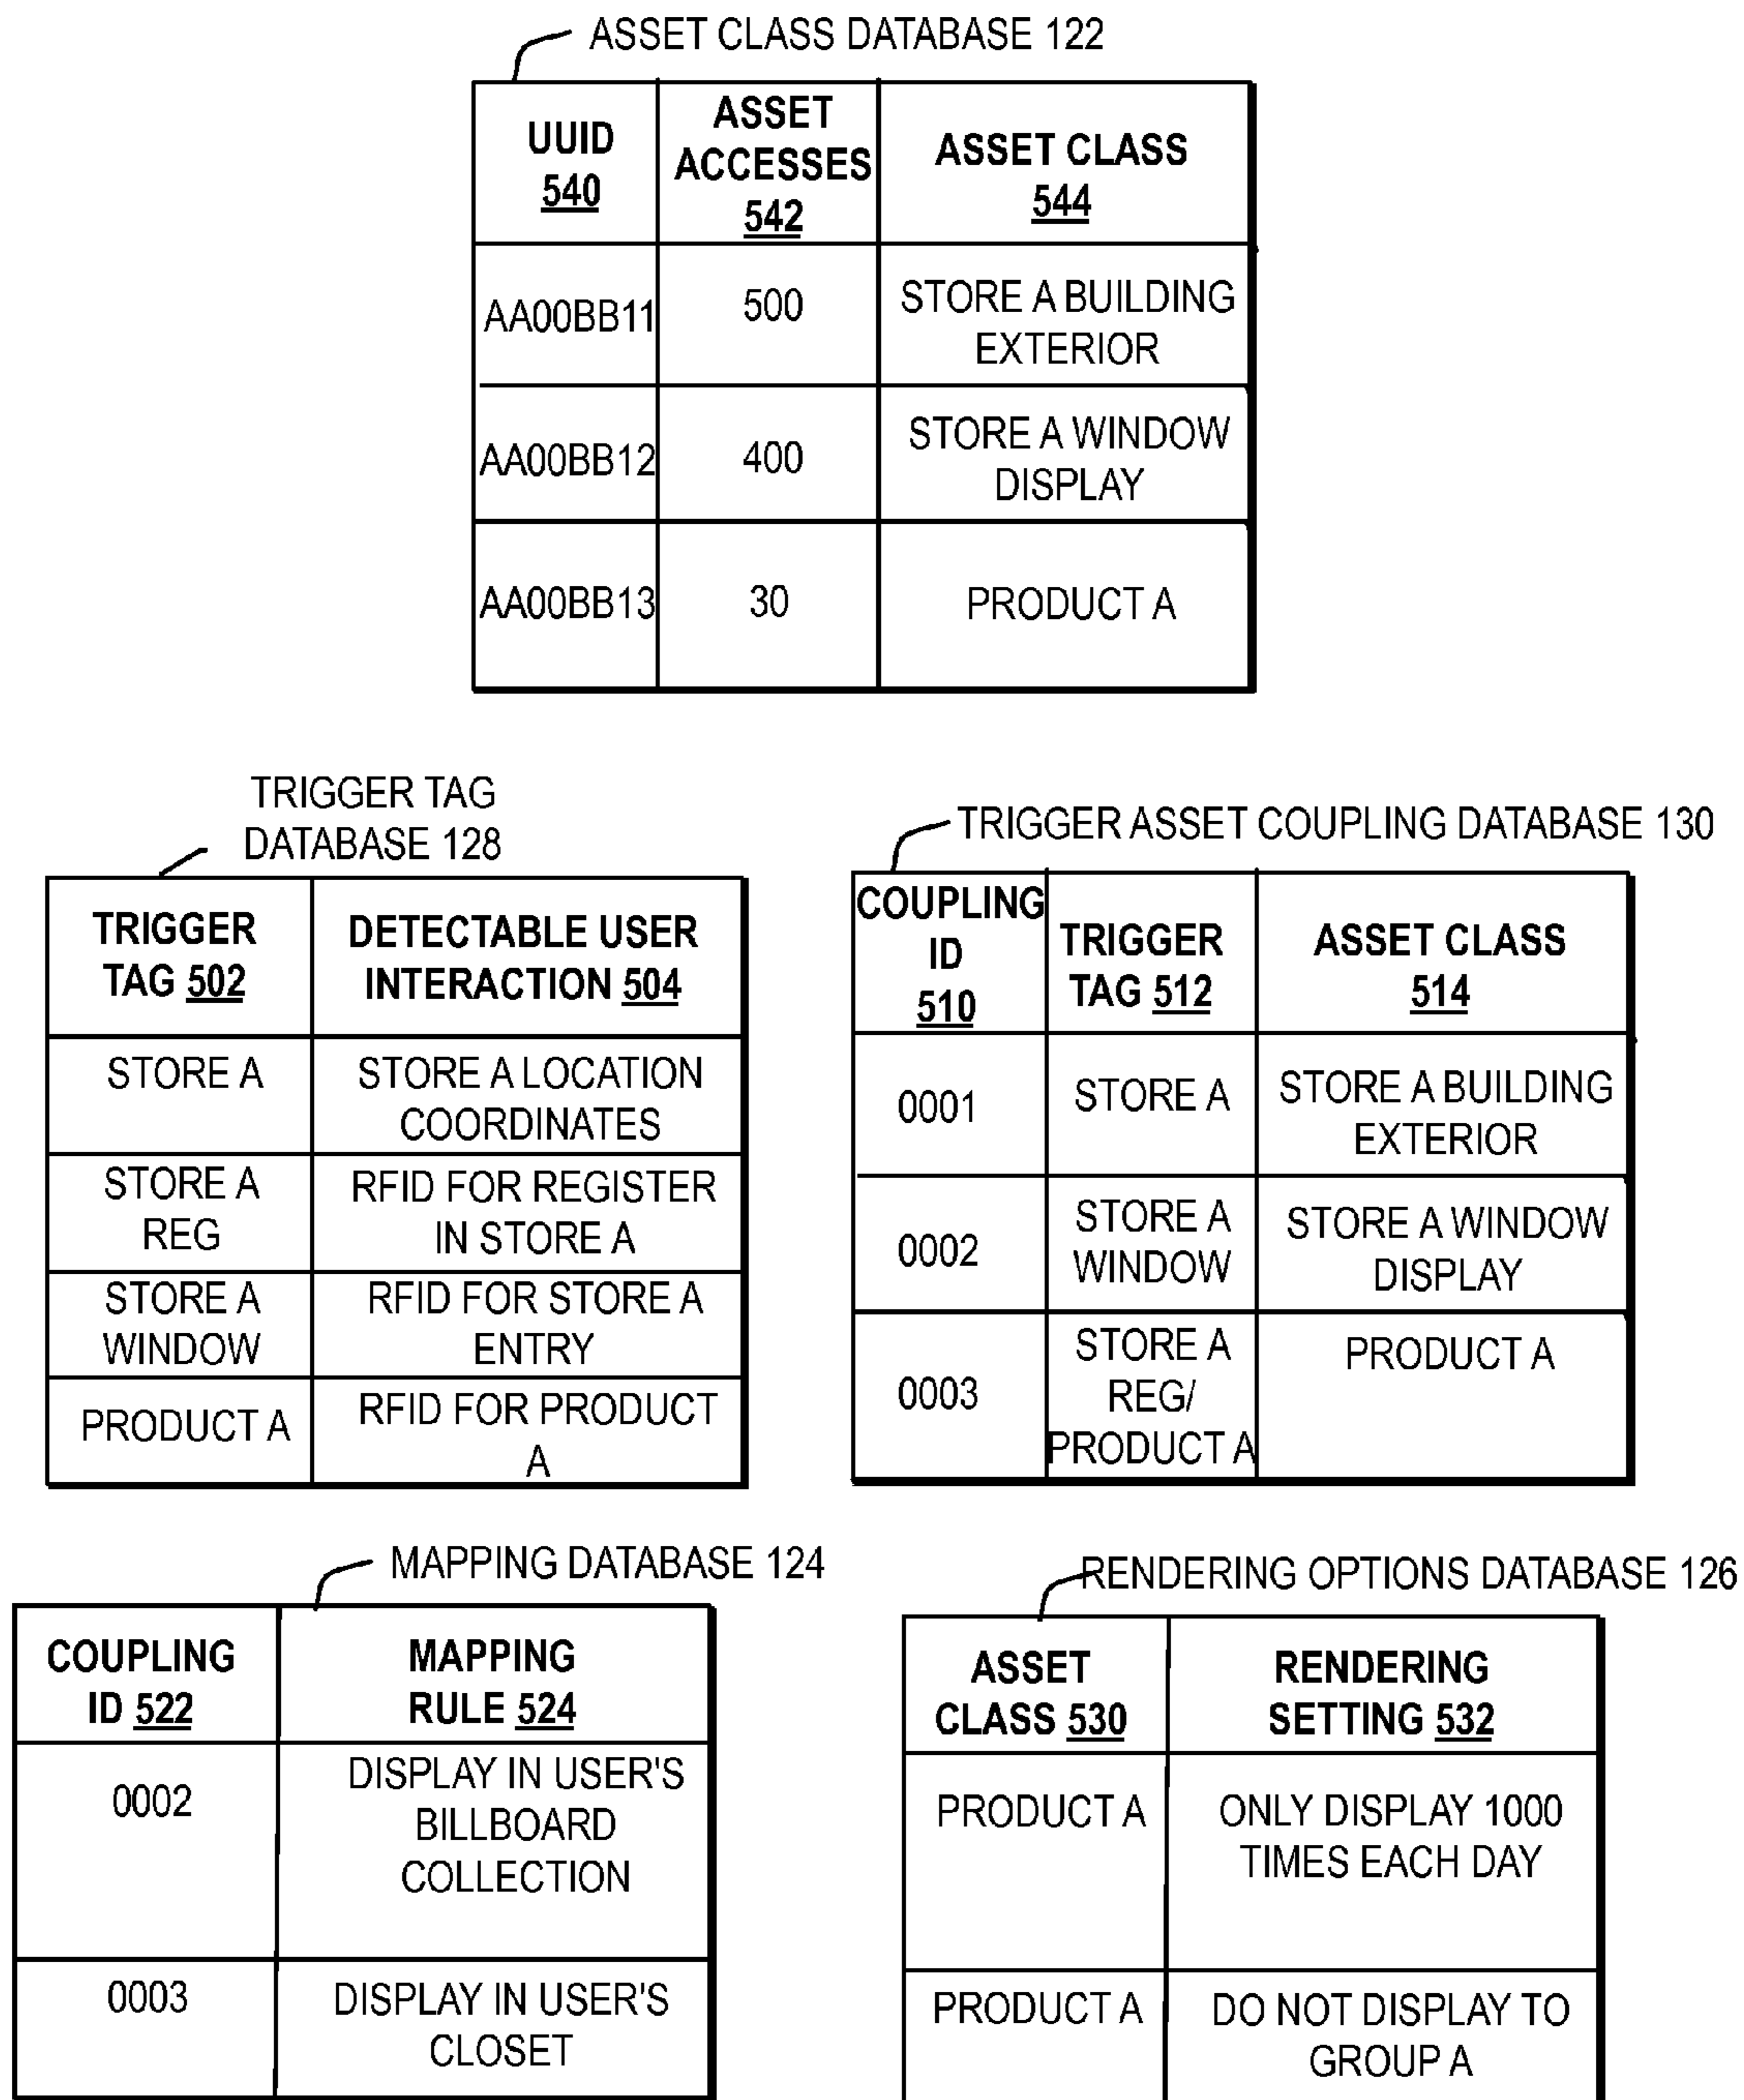 ASSET CLASS DATABASE 122
UUID
540
ASSET
ACCESSES
542
ASSET CLASS
544
AA00BB11
500
STORE A BUILDING
EXTERIOR
AA00BB12
400
STORE A WINDOW
DISPLAY
AA00BB13
30
PRODUCT A
TRIGGER TAG
DATABASE 128
TRIGGER
TAG 502
DETECTABLE USER
INTERACTION 504
STORE A
STORE A LOCATION
COORDINATES
STORE A
REG
RFID FOR REGISTER
IN STORE A
STORE A
WINDOW
RFID FOR STORE A
ENTRY
PRODUCT A
RFID FOR PRODUCT
A
TRIGGER ASSET COUPLING DATABASE 130
COUPLING
ID
510
TRIGGER
TAG 512
ASSET CLASS
514
0001
STORE A
STORE A BUILDING
EXTERIOR
0002
STORE A
WINDOW
STORE A WINDOW
DISPLAY
0003
STORE A
REG/
PRODUCT A
PRODUCT A
MAPPING DATABASE 124
COUPLING
ID 522
MAPPING
RULE 524
0002
DISPLAY IN USER'S
BILLBOARD
COLLECTION
0003
DISPLAY IN USER'S
CLOSET
RENDERING OPTIONS DATABASE 126
ASSET
CLASS 530
RENDERING
SETTING 532
PRODUCT A
ONLY DISPLAY 1000
TIMES EACH DAY
PRODUCT A
DO NOT DISPLAY TO
GROUP A